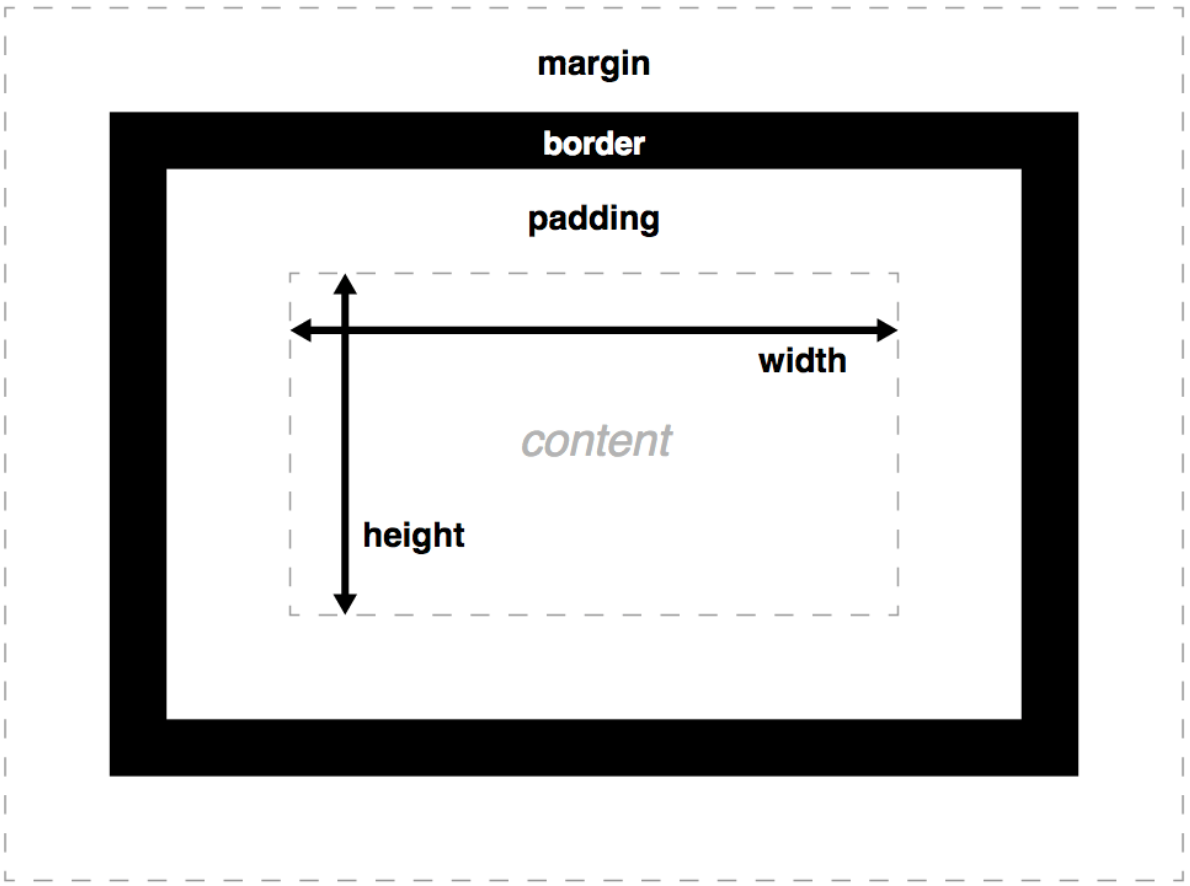 margin
border
padding
width
content
height